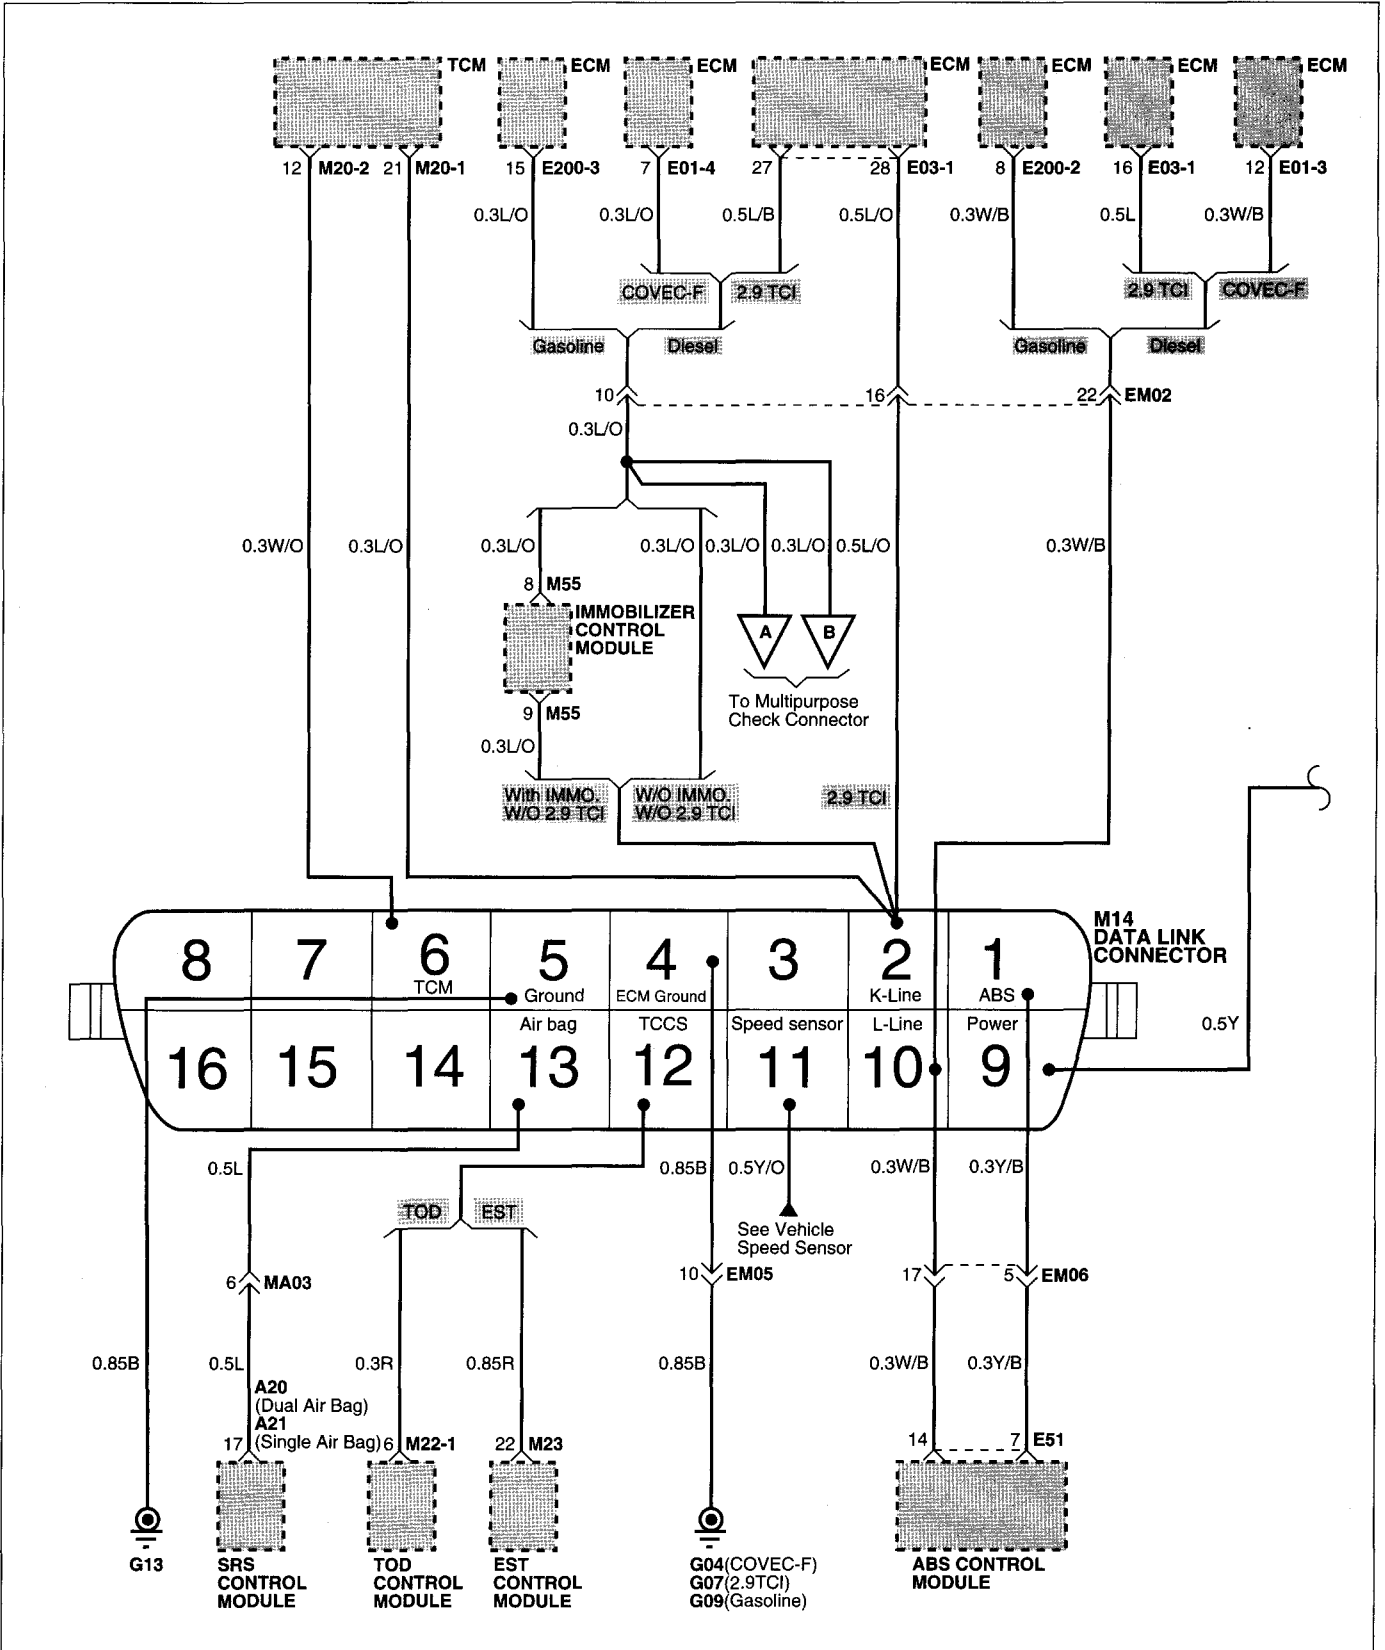 TCM ECM ECM ECM ECM ECM ECM
12 M20-2 21 M20-1 15 E200-3 7 E01-4 27 28 E03-1 8 E200-2 16 E03-1 12 E01-3
0.3L/O 0.3L/O 0.5L/B 0.5L/O 0.3W/B 0.5L 0.3W/B
COVEC-F 2.9 TCI 2.9 TCI COVEC-F
Gasoline Diesel Gasoline Diesel
10 16 22 EM02
0.3L/O
0.3W/O 0.3L/O 0.3L/O 0.3L/O 0.3L/O 0.3L/O 0.5L/O 0.3W/B
8 M55
IMMOBILIZER
CONTROL
MODULE
A B
9 M55
To Multipurpose
Check Connector
0.3L/O
With IMMO.
W/O 2.9 TCI
W/O IMMO.
W/O 2.9 TCI
2.9 TCI
M14
DATA LINK
CONNECTOR
8 7 6 5 4 3 2 1
TCM Ground ECM Ground K-Line ABS
Air bag TCCS Speed sensor L-Line Power
16 15 14 13 12 11 10 9
0.5Y
0.5L 0.85B 0.5Y/O 0.3W/B 0.3Y/B
TOD EST
See Vehicle
Speed Sensor
6 MA03 10 EM05 17 5 EM06
0.85B 0.5L 0.3R 0.85R 0.85B 0.3W/B 0.3Y/B
A20
(Dual Air Bag)
A21
(Single Air Bag)
17 6 M22-1 22 M23 14 7 E51
G13
SRS
CONTROL
MODULE
TOD
CONTROL
MODULE
EST
CONTROL
MODULE
G04(COVEC-F)
G07(2.9TCI)
G09(Gasoline)
ABS CONTROL
MODULE